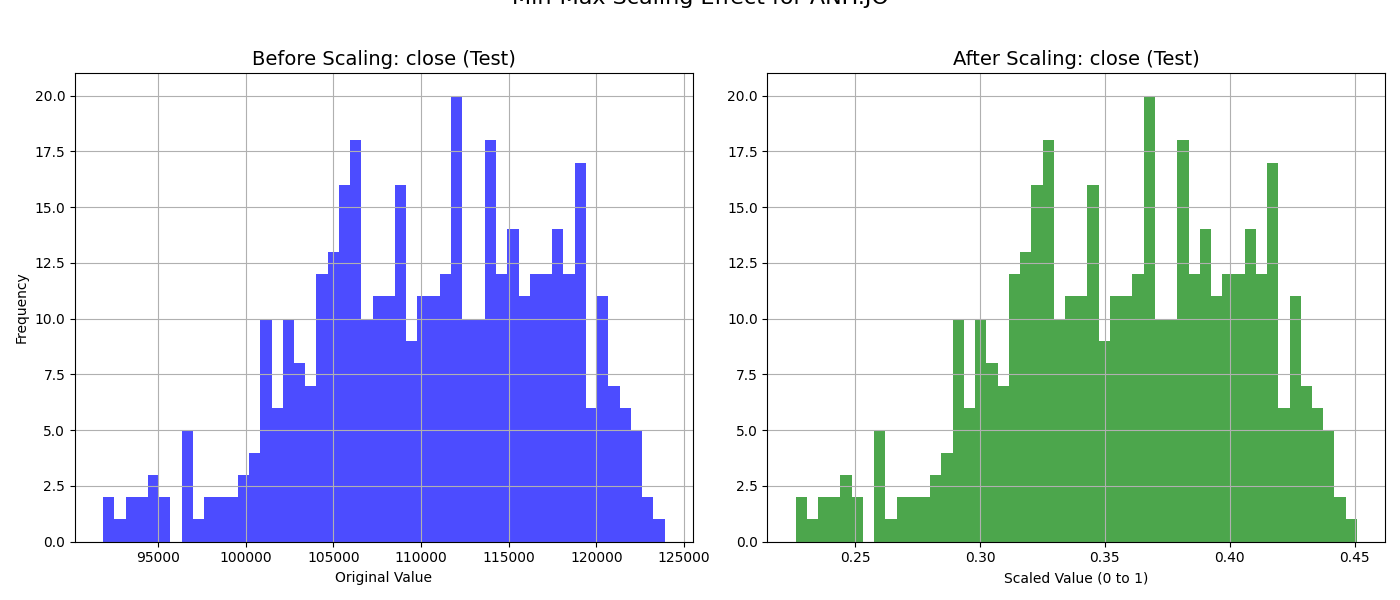 Min-Max Scaling Effect for ANH.JO
Before Scaling: close (Test)
20.0
17.5
15.0
12.5
10.0
7.5
5.0
2.5
0.0
Frequency
95000 100000 105000 110000 115000 120000 125000
Original Value
After Scaling: close (Test)
20.0
17.5
15.0
12.5
10.0
7.5
5.0
2.5
0.0
0.25 0.30 0.35 0.40 0.45
Scaled Value (0 to 1)